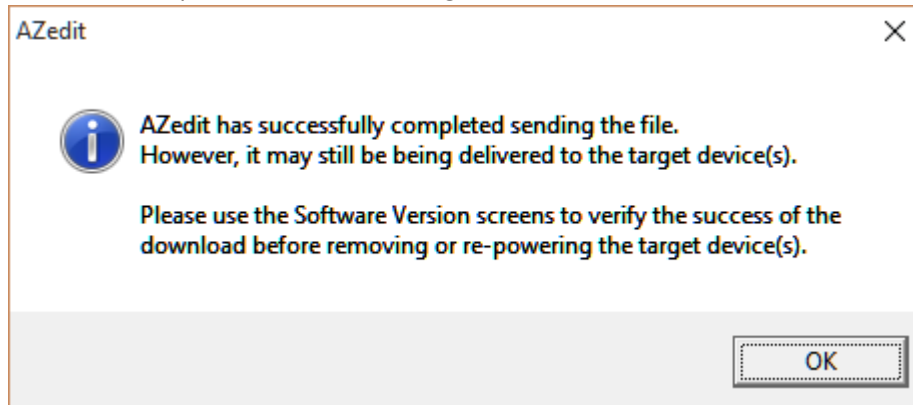 AZedit
AZedit has successfully completed sending the file.
However, it may still be being delivered to the target device(s).
Please use the Software Version screens to verify the success of the
download before removing or re-powering the target device(s).
OK